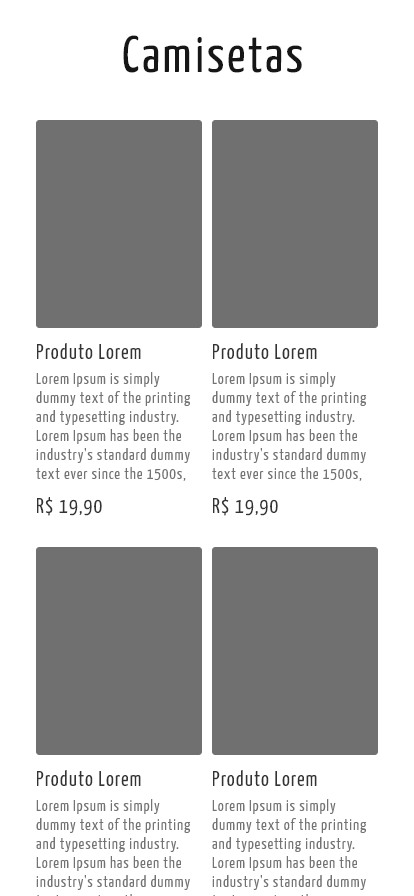 Camisetas
Produto Lorem
Lorem Ipsum is simply
dummy text of the printing
and typesetting industry.
Lorem Ipsum has been the
industry's standard dummy
text ever since the 1500s,
R$ 19,90
Produto Lorem
Lorem Ipsum is simply
dummy text of the printing
and typesetting industry.
Lorem Ipsum has been the
industry's standard dummy
text ever since the 1500s,
R$ 19,90
Produto Lorem
Lorem Ipsum is simply
dummy text of the printing
and typesetting industry.
Lorem Ipsum has been the
industry's standard dummy
Produto Lorem
Lorem Ipsum is simply
dummy text of the printing
and typesetting industry.
Lorem Ipsum has been the
industry's standard dummy